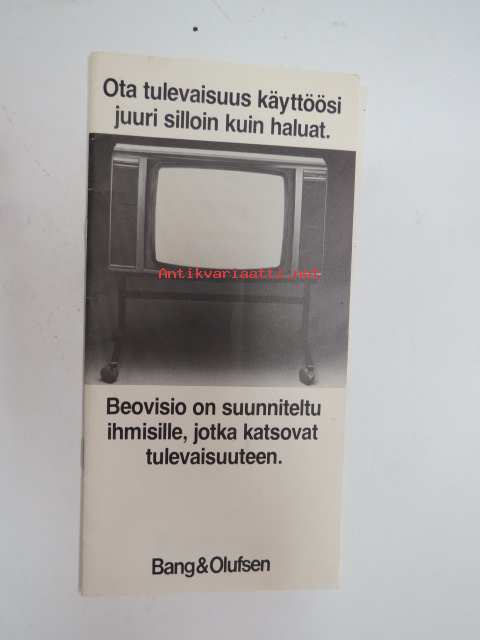 Ota tulevaisuus käyttöösi
juuri silloin kuin haluat.
Antikvariaatti.net
Beovisio on suunniteltu
ihmisille, jotka katsovat
tulevaisuuteen.
Bang&Olufsen